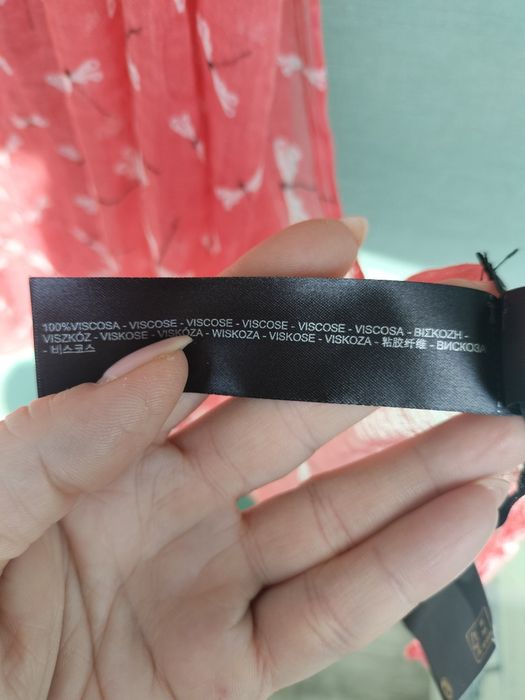 100%VISCOSA - VISCOSE - VISCOSE - VISCOSE - VISCOSE - VISCOSA - ΒΙΣΚΟΖΗ -
VISZKÓZ - VISKOSE - VISKÓZA - WISKOZA - VISKOSE - VISKOZA - 粘胶纤维 - ВИСКОЗА
- 비스코스